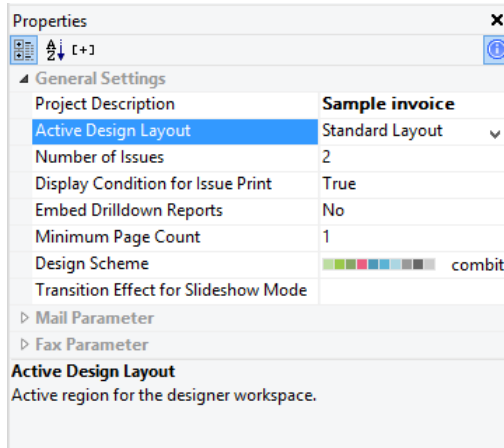 Properties
A Z [+]
General Settings
Project Description Sample invoice
Active Design Layout Standard Layout
Number of Issues 2
Display Condition for Issue Print True
Embed Drilldown Reports No
Minimum Page Count 1
Design Scheme combit
Transition Effect for Slideshow Mode
Mail Parameter
Fax Parameter
Active Design Layout
Active region for the designer workspace.